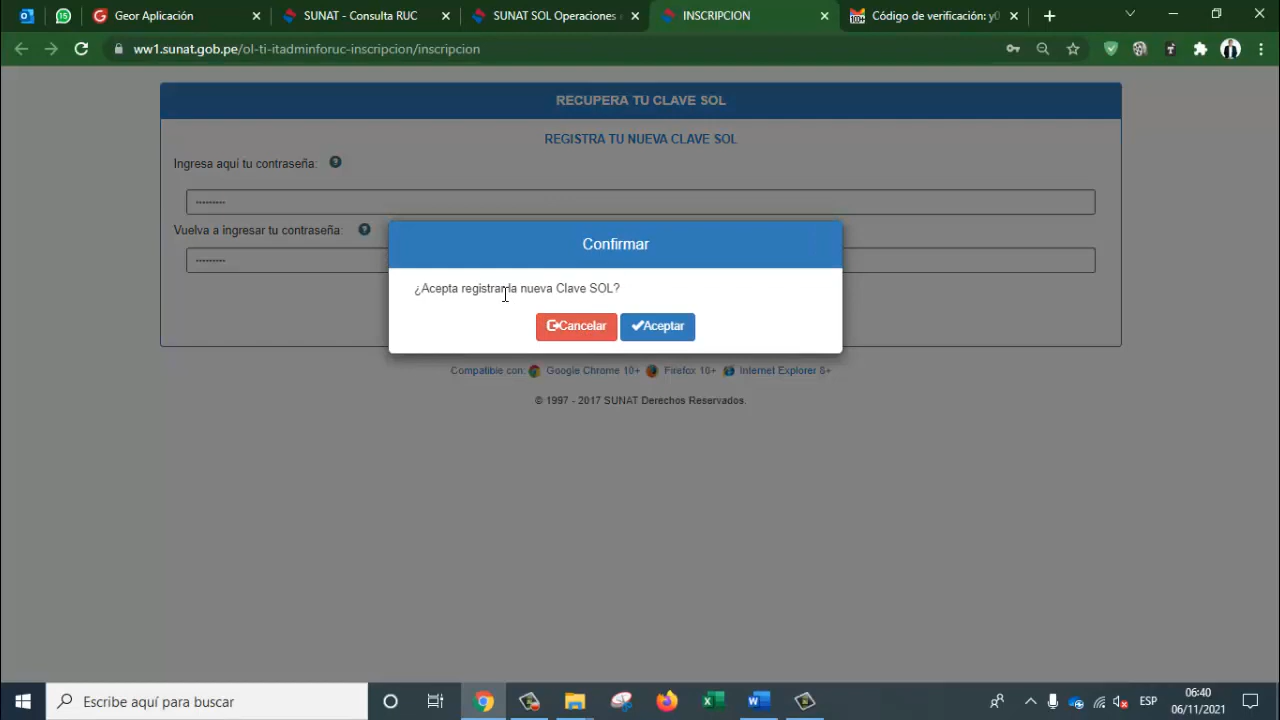 Geor Aplicación
SUNAT - Consulta RUC
SUNAT SOL Operaciones
INSCRIPCION
Código de verificación: y0
ww1.sunat.gob.pe/ol-ti-itadminforuc-inscripcion/inscripcion
RECUPERA TU CLAVE SOL
REGISTRA TU NUEVA CLAVE SOL
Ingresa aquí tu contraseña:
Vuelva a ingresar tu contraseña:
Confirmar
¿Acepta registrar la nueva Clave SOL?
Cancelar
Aceptar
Compatible con: Google Chrome 10+ Firefox 10+ Internet Explorer 8+
© 1997 - 2017 SUNAT Derechos Reservados.
Escribe aquí para buscar
ESP
06:40
06/11/2021